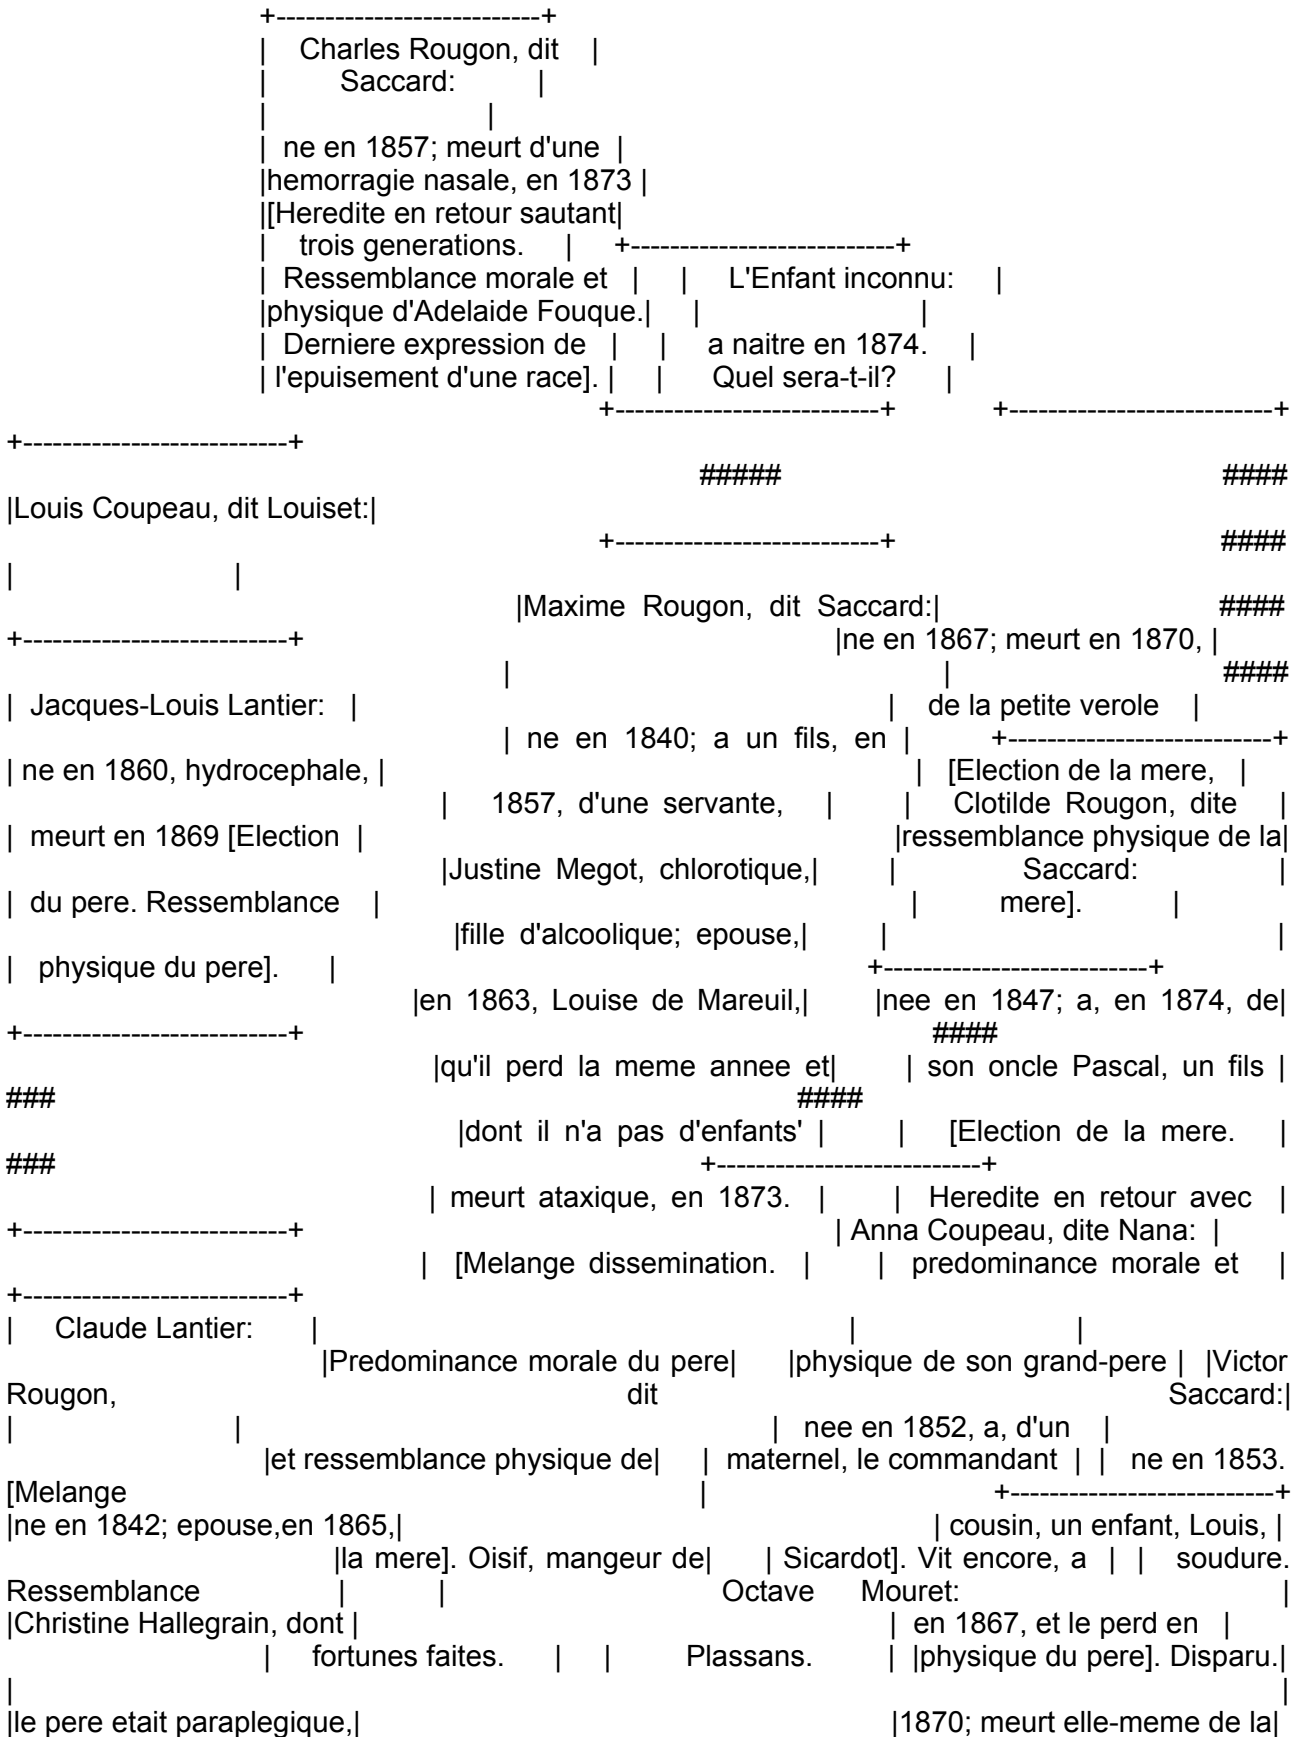 +---------------------------+
| Charles Rougon, dit |
| Saccard: |
| |
| ne en 1857; meurt d'une |
|hemorragie nasale, en 1873 |
|[Heredite en retour sautant|
| trois generations. | +---------------------------+
| Ressemblance morale et | | L'Enfant inconnu: |
|physique d'Adelaide Fouque.| | |
| Derniere expression de | | a naitre en 1874. |
| l'epuisement d'une race]. | | Quel sera-t-il? |
+---------------------------+ +---------------------------+
+---------------------------+
##### ####
|Louis Coupeau, dit Louiset:|
+---------------------------+ ####
| |
|Maxime Rougon, dit Saccard:| ####
+---------------------------+ |ne en 1867; meurt en 1870, |
| | ####
| Jacques-Louis Lantier: | | de la petite verole |
| ne en 1840; a un fils, en | +---------------------------+
| ne en 1860, hydrocephale, | | [Election de la mere, |
| 1857, d'une servante, | | Clotilde Rougon, dite |
| meurt en 1869 [Election | |ressemblance physique de la|
|Justine Megot, chlorotique,| | Saccard: |
| du pere. Ressemblance | | mere]. |
|fille d'alcoolique; epouse,| | |
| physique du pere]. | +---------------------------+
|en 1863, Louise de Mareuil,| |nee en 1847; a, en 1874, de|
+---------------------------+ ####
|qu'il perd la meme annee et| | son oncle Pascal, un fils |
### ####
|dont il n'a pas d'enfants' | | [Election de la mere. |
### +---------------------------+
| meurt ataxique, en 1873. | | Heredite en retour avec |
+---------------------------+ | Anna Coupeau, dite Nana: |
| [Melange dissemination. | | predominance morale et |
+---------------------------+
| Claude Lantier: | | |
|Predominance morale du pere| |physique de son grand-pere | |Victor
Rougon, dit Saccard:|
| | | nee en 1852, a, d'un |
|et ressemblance physique de| | maternel, le commandant | | ne en 1853.
[Melange | +---------------------------+
|ne en 1842; epouse,en 1865,| | cousin, un enfant, Louis, |
|la mere]. Oisif, mangeur de| | Sicardot]. Vit encore, a | | soudure.
Ressemblance | | Octave Mouret: |
|Christine Hallegrain, dont | | en 1867, et le perd en |
| fortunes faites. | | Plassans. | |physique du pere]. Disparu.|
| |
|le pere etait paraplegique,| |1870; meurt elle-meme de la|